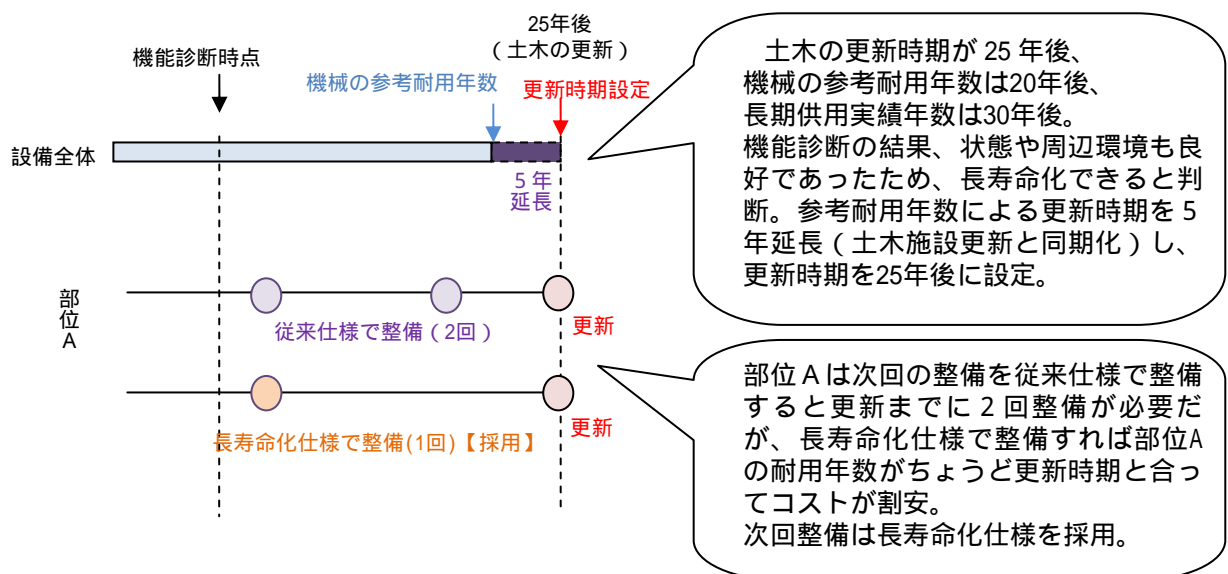 25年後
（土木の更新）
機能診断時点
機械の参考耐用年数
更新時期設定
設備全体
5年
延長
部位A
従来仕様で整備（2回）
更新
長寿命化仕様で整備(1回)【採用】
更新
土木の更新時期が 25 年後、
機械の参考耐用年数は20年後、
長期供用実績年数は30年後。
機能診断の結果、状態や周辺環境も良
好であったため、長寿命化できると判
断。参考耐用年数による更新時期を 5
年延長（土木施設更新と同期化）し、
更新時期を25年後に設定。
部位Ａは次回の整備を従来仕様で整備
すると更新までに 2 回整備が必要だ
が、長寿命化仕様で整備すれば部位A
の耐用年数がちょうど更新時期と合っ
てコストが割安。
次回整備は長寿命化仕様を採用。